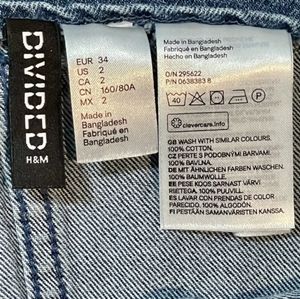 DIVIDED
H&M
EUR 34
US 2
CA 2
CN 160/80A
MX 2
Made in
Bangladesh
Fabriqué en
Bangladesh
Made in Bangladesh
Fabriqué en Bangladesh
Hecho en Bangladesh
O/N 295622
P/N 0638383 8
40
clevercare.info
GB WASH WITH SIMILAR COLOURS.
100% COTTON.
CZ PERTE S PODOBNÝMI BARVAMI.
100% BAVLNA.
DE MIT ÄHNLICHEN FARBEN WASCHEN.
100% BAUMWOLLE.
EE PESE KOOS SARNAST VÄRVI
RIIETEGA. 100% PUUVILL.
ES LAVAR CON PRENDAS DE COLOR
PARECIDO. 100% ALGODÓN.
FI PESTÄÄN SAMANVÄRISTEN KANSSA.